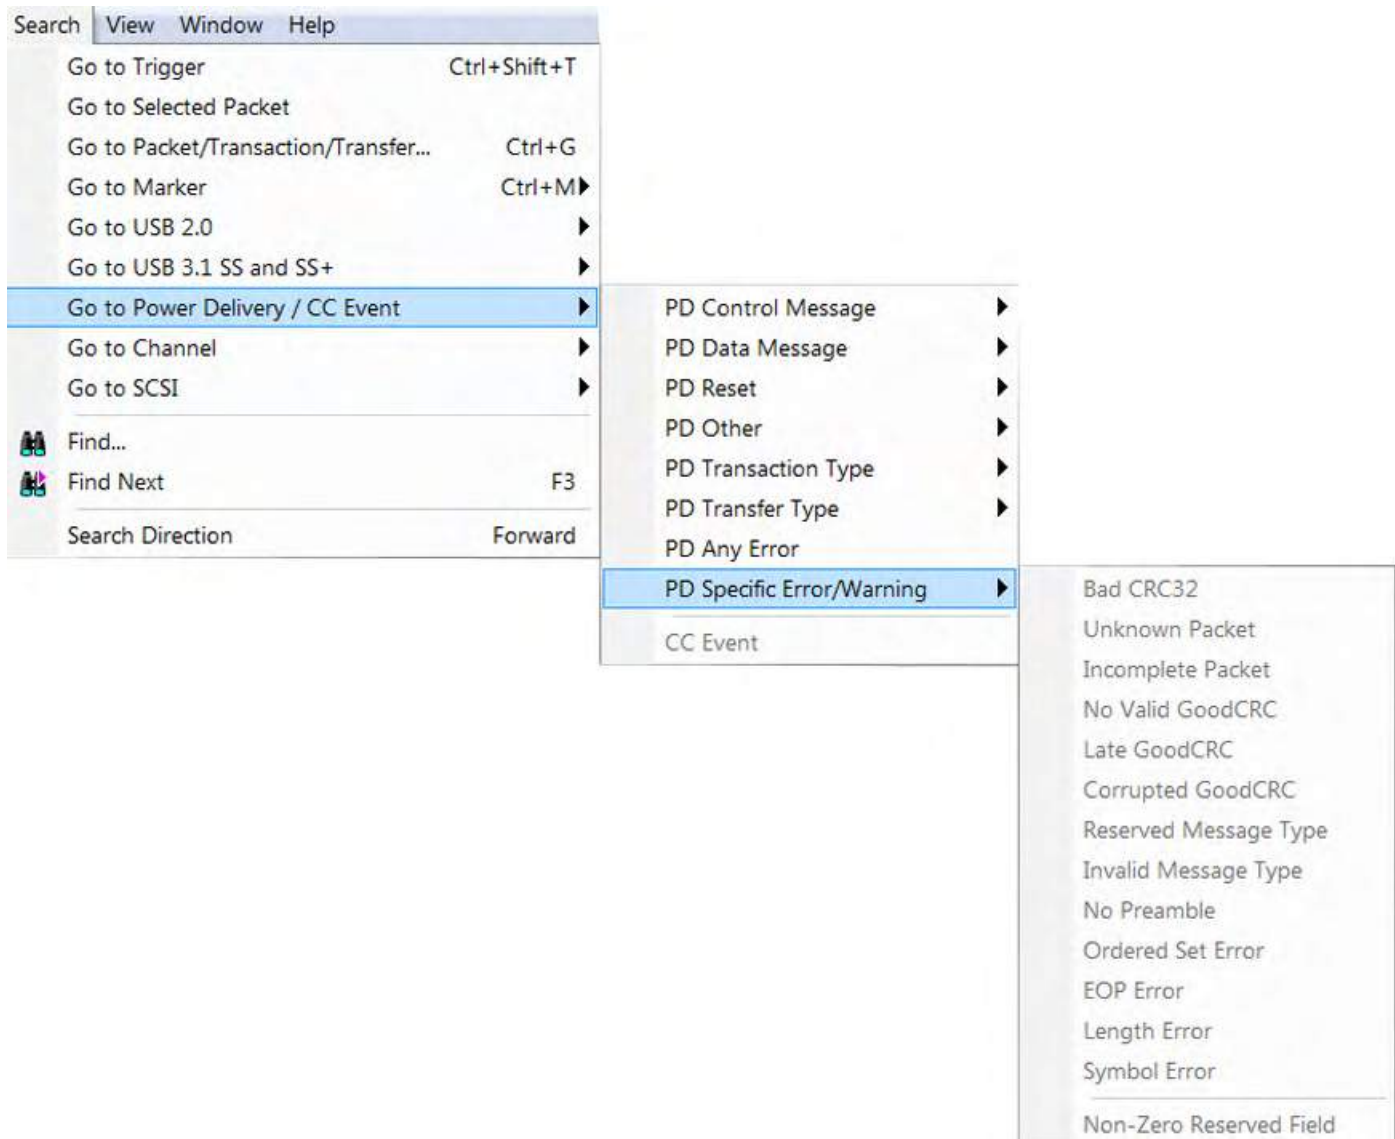 Search View Window Help
Go to Trigger Ctrl+Shift+T
Go to Selected Packet
Go to Packet/Transaction/Transfer... Ctrl+G
Go to Marker Ctrl+M
Go to USB 2.0
Go to USB 3.1 SS and SS+
Go to Power Delivery / CC Event
Go to Channel
Go to SCSI
Find...
Find Next F3
Search Direction Forward
PD Control Message
PD Data Message
PD Reset
PD Other
PD Transaction Type
PD Transfer Type
PD Any Error
PD Specific Error/Warning
CC Event
Bad CRC32
Unknown Packet
Incomplete Packet
No Valid GoodCRC
Late GoodCRC
Corrupted GoodCRC
Reserved Message Type
Invalid Message Type
No Preamble
Ordered Set Error
EOP Error
Length Error
Symbol Error
Non-Zero Reserved Field